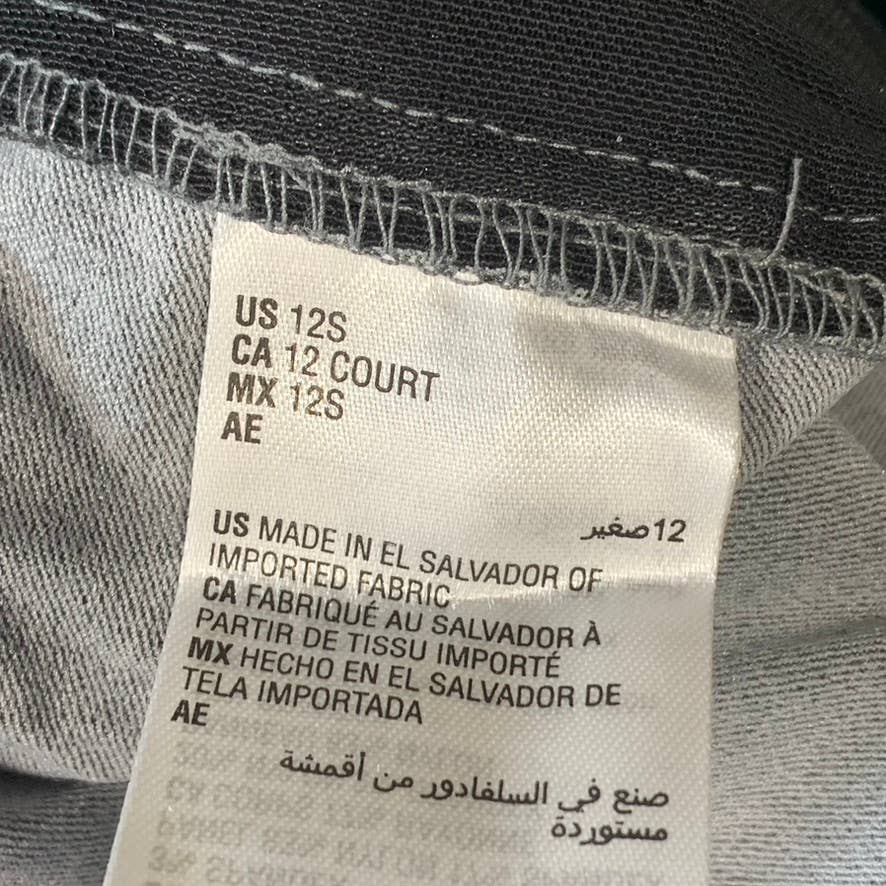 US 12S
CA 12 COURT
MX 12S
AE
12صغير
US MADE IN EL SALVADOR OF
IMPORTED FABRIC
CA FABRIQUÉ AU SALVADOR À
PARTIR DE TISSU IMPORTÉ
MX HECHO EN EL SALVADOR DE
TELA IMPORTADA
AE
صنع في السلفادور من أقمشة
مستوردة